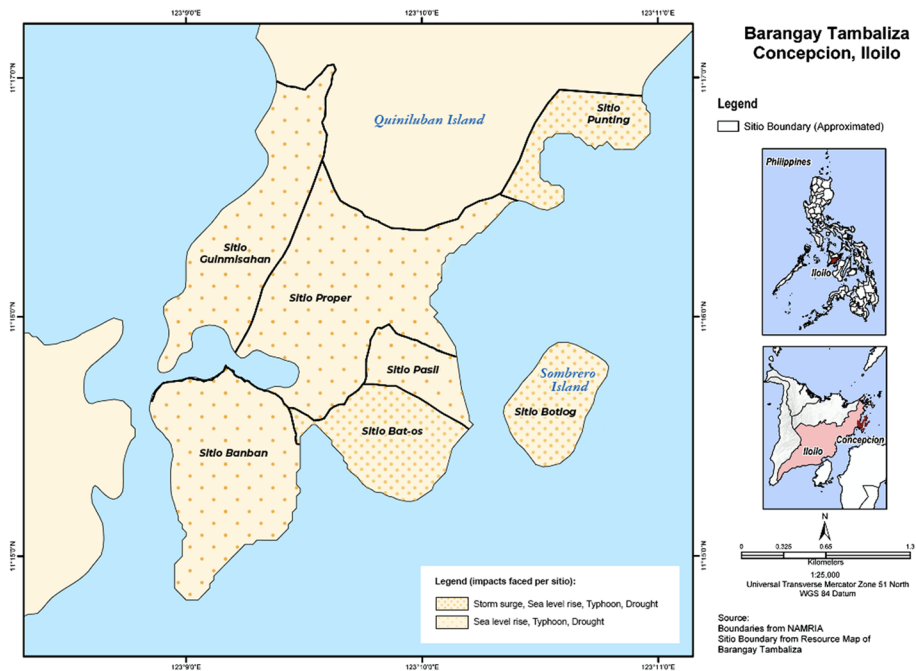 123°9'0"E
123°10'0"E
123°11'0"E
Barangay Tambaliza
Concepcion, Iloilo
Legend
Sitio Boundary (Approximated)
11°17'0"N
11°17'0"N
Quiniluban Island
Sitio
Punting
Philippines
Iloilo
Sitio
Guinmisahan
Sitio Proper
11°16'0"N
11°16'0"N
Sitio Pasil
Sombrero
Island
Sitio Botlog
Sitio Bat-os
Sitio Banban
Concepcion
Iloilo
N
0
0.325
0.65
1.3
Kilometers
1:25,000
Universal Transverse Mercator Zone 51 North
WGS 84 Datum
11°15'0"N
11°15'0"N
Legend (impacts faced per sitio):
Storm surge, Sea level rise, Typhoon, Drought
Sea level rise, Typhoon, Drought
Source:
Boundaries from NAMRIA
Sitio Boundary from Resource Map of
Barangay Tambaliza
123°9'0"E
123°10'0"E
123°11'0"E